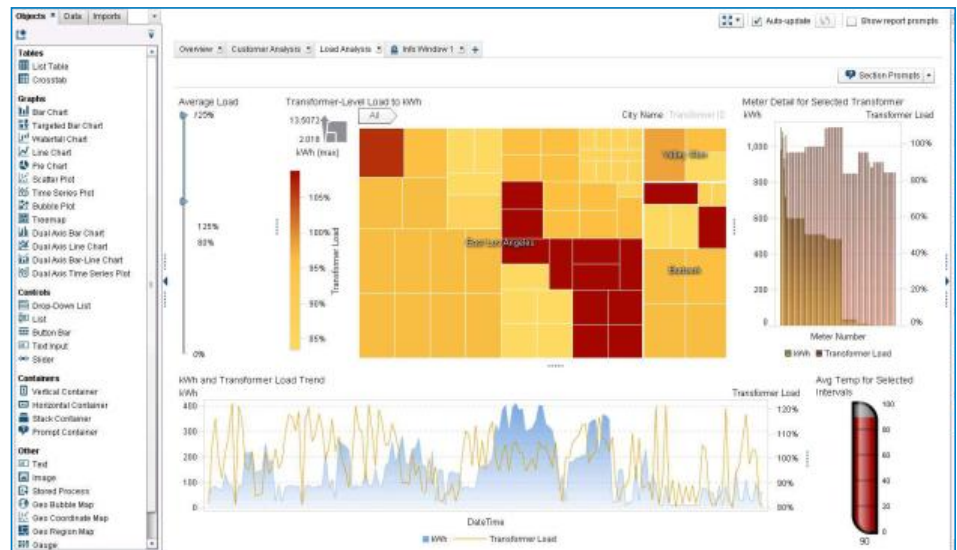 Objects Data Imports
Auto-update Show report prompts
Overview Customer Analysis Load Analysis Info Window 1 +
Section Prompts
Tables
List Table
Crosstab
Graphs
Bar Chart
Targeted Bar Chart
Waterfall Chart
Line Chart
Pie Chart
Scatter Plot
Time Series Plot
Bubble Plot
Treemap
Dual Axis Bar Chart
Dual Axis Line Chart
Dual Axis Bar-Line Chart
Dual Axis Time Series Plot
Controls
Drop-Down List
List
Button Bar
Text Input
Slider
Containers
Vertical Container
Horizontal Container
Stack Container
Prompt Container
Other
Text
Image
Stored Process
Geo Bubble Map
Geo Coordinate Map
Geo Region Map
Gauge
Average Load
125%
80%
0%
Transformer-Level Load to kWh
All
City Name Transformer ID
13.5072
2.018
kWh (max)
105%
100%
95%
90%
85%
Transformer Load
East Los Angeles
Eastside
Meter Detail for Selected Transformer
kWh Transformer Load
1,000
800
600
400
200
0
100%
80%
60%
40%
20%
0%
Meter Number
kWh Transformer Load
kWh and Transformer Load Trend
kWh Transformer Load
400
300
200
100
0
120%
110%
100%
90%
80%
DateTime
kWh Transformer Load
Avg Temp for Selected
Intervals
100
60
40
0
90